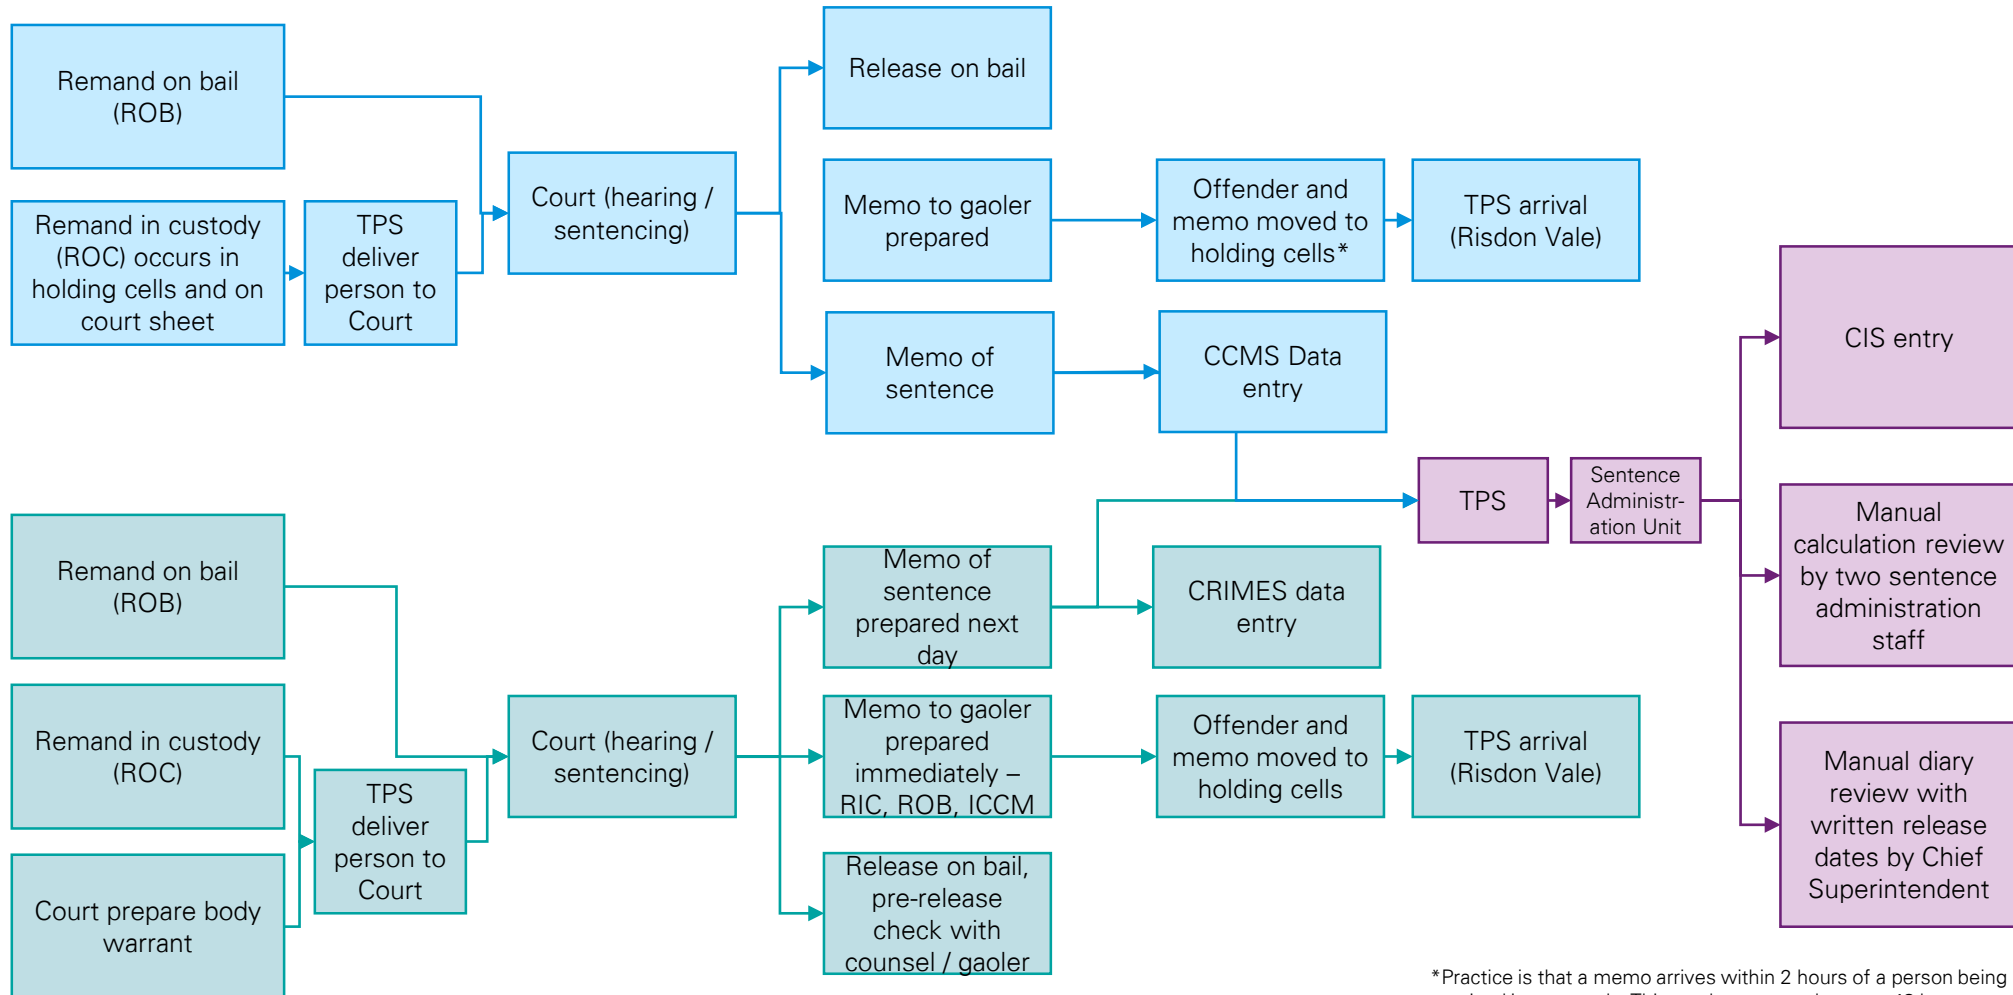 Remand on bail
(ROB)
Remand in custody
(ROC) occurs in
holding cells and on
court sheet
TPS
deliver
person to
Court
Court (hearing /
sentencing)
Release on bail
Memo to gaoler
prepared
Offender and
memo moved to
holding cells*
TPS arrival
(Risdon Vale)
Memo of
sentence
CCMS Data
entry
Remand on bail
(ROB)
Remand in custody
(ROC)
Court prepare body
warrant
TPS
deliver
person to
Court
Court (hearing /
sentencing)
Memo of
sentence
prepared next
day
CRIMES data
entry
Memo to gaoler
prepared
immediately –
RIC, ROB, ICCM
Offender and
memo moved to
holding cells
TPS arrival
(Risdon Vale)
Release on bail,
pre-release
check with
counsel / gaoler
TPS
Sentence
Administr-
ation Unit
CIS entry
Manual
calculation review
by two sentence
administration
staff
Manual diary
review with
written release
dates by Chief
Superintendent
*Practice is that a memo arrives within 2 hours of a person being